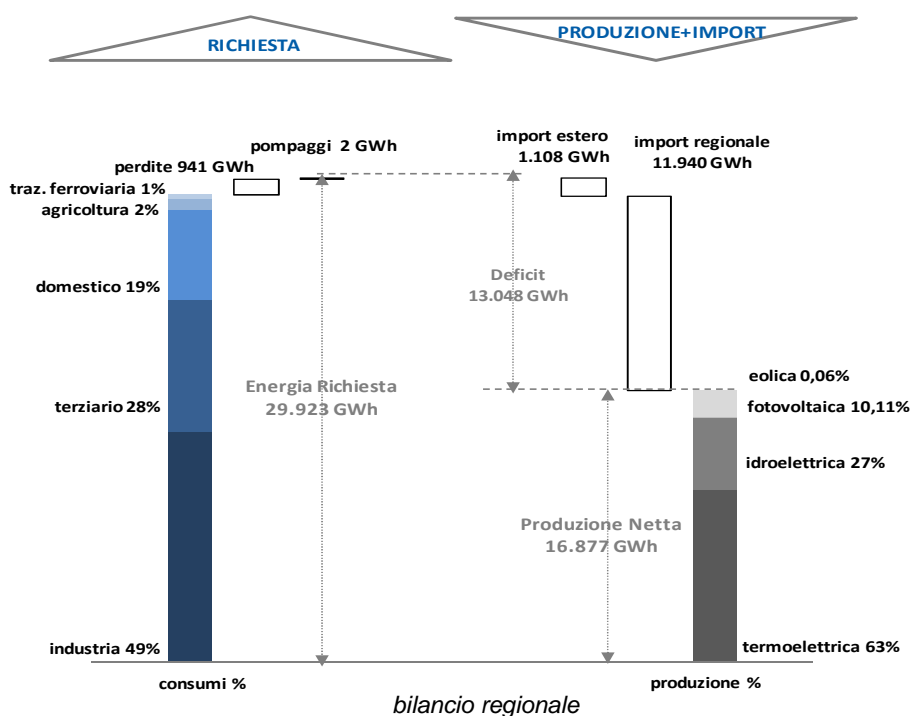 RICHIESTA
PRODUZIONE+IMPORT
pompaggi 2 GWh
perdite 941 GWh
traz. ferroviaria 1%
agricoltura 2%
domestico 19%
terziario 28%
industria 49%
consumi %
Energia Richiesta
29.923 GWh
import estero
1.108 GWh
import regionale
11.940 GWh
Deficit
13.048 GWh
Produzione Netta
16.877 GWh
eolica 0,06%
fotovoltaica 10,11%
idroelettrica 27%
termoelettrica 63%
produzione %
bilancio regionale